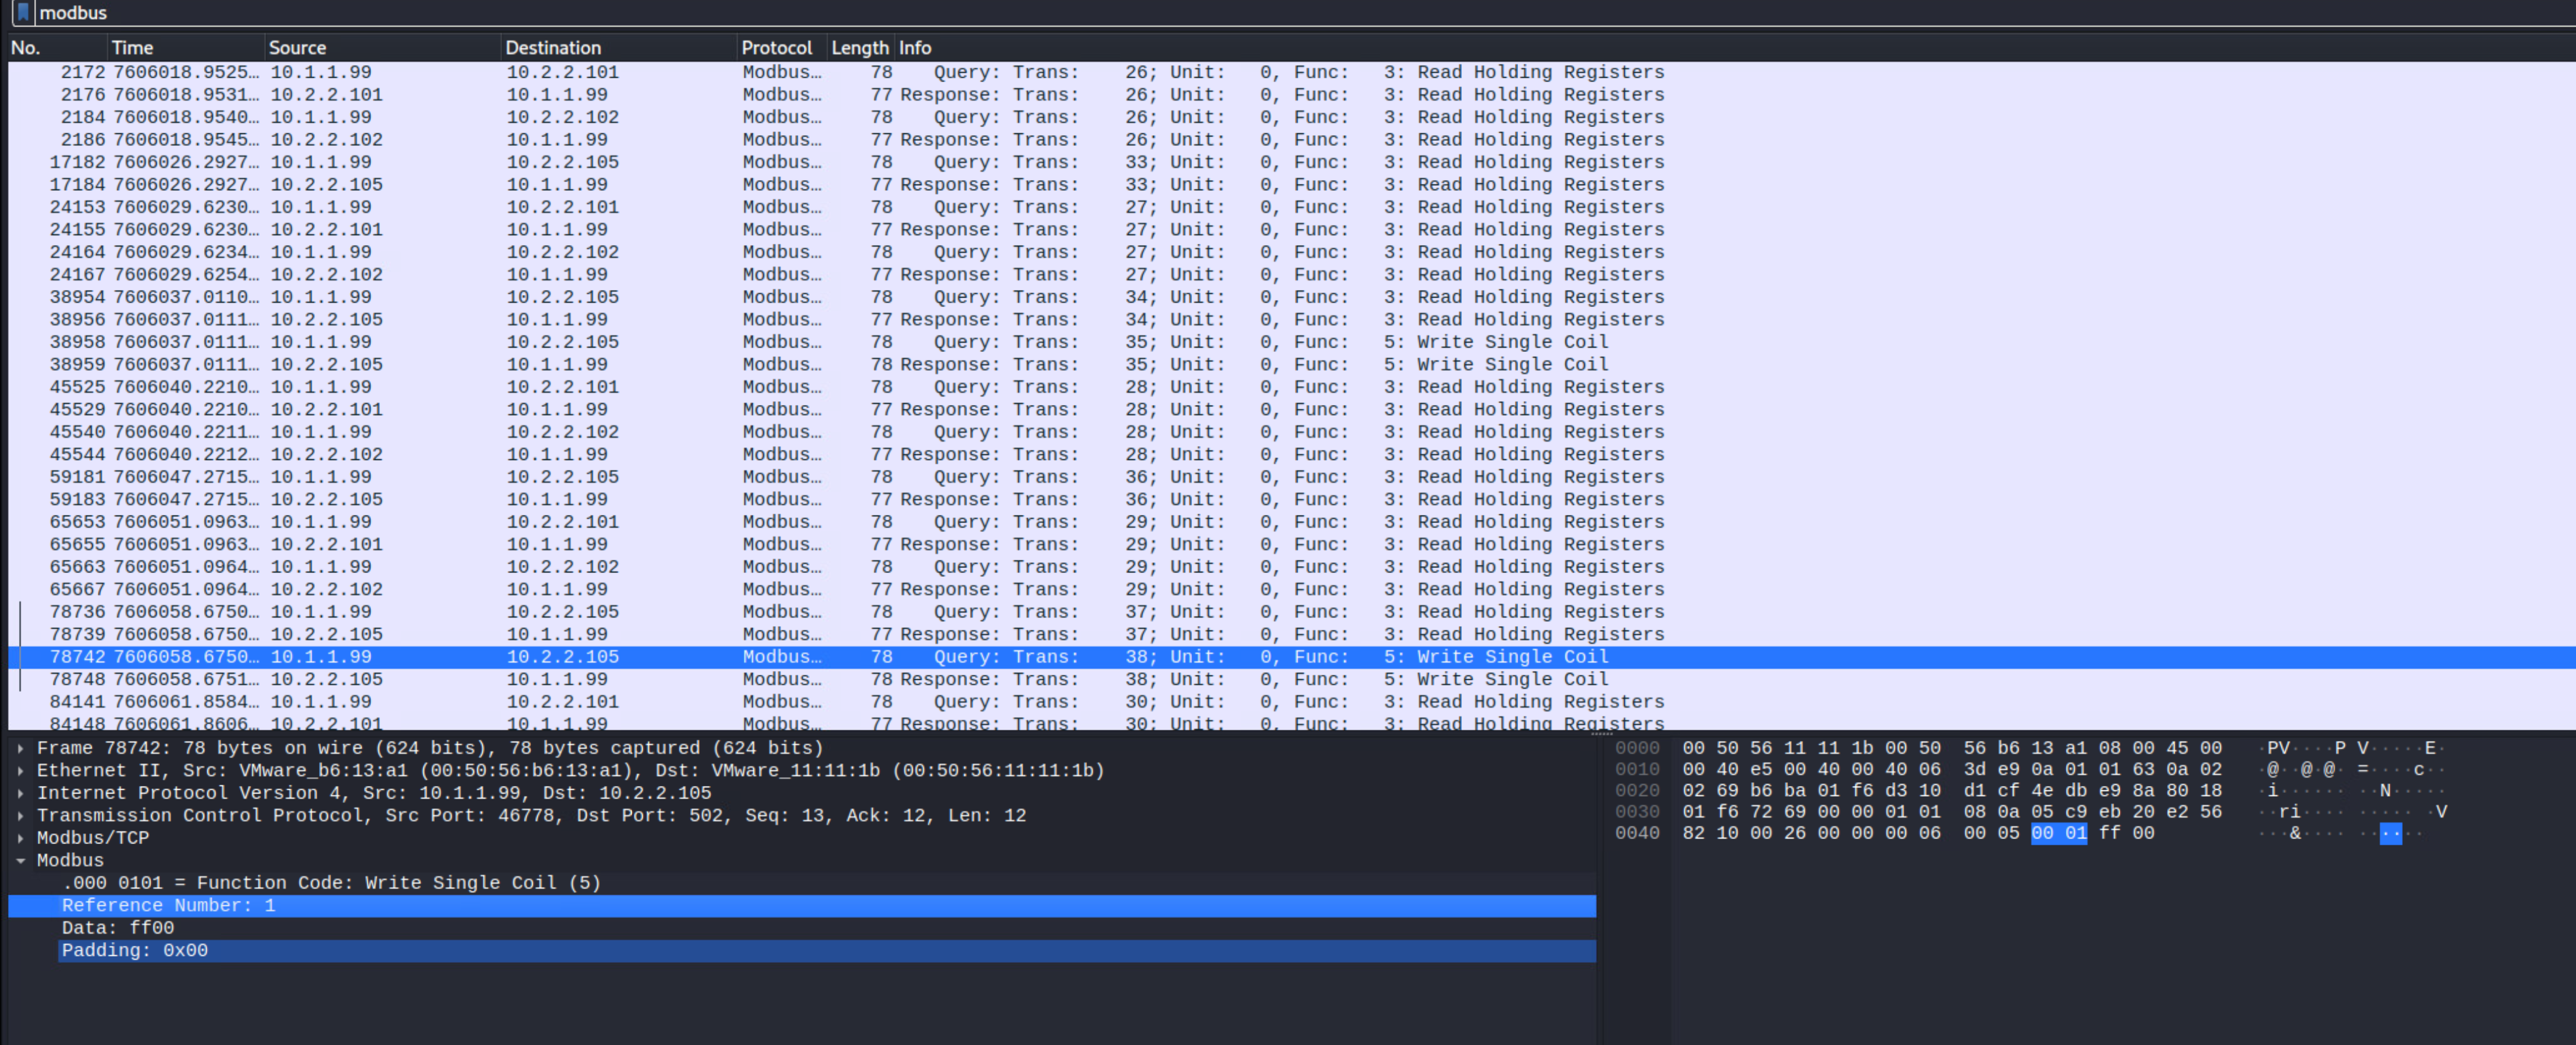 modbus
No. Time Source Destination Protocol Length Info
2172 7606018.9525… 10.1.1.99 10.2.2.101 Modbus… 78 Query: Trans: 26; Unit: 0, Func: 3: Read Holding Registers
2176 7606018.9531… 10.2.2.101 10.1.1.99 Modbus… 77 Response: Trans: 26; Unit: 0, Func: 3: Read Holding Registers
2184 7606018.9540… 10.1.1.99 10.2.2.102 Modbus… 78 Query: Trans: 26; Unit: 0, Func: 3: Read Holding Registers
2186 7606018.9545… 10.2.2.102 10.1.1.99 Modbus… 77 Response: Trans: 26; Unit: 0, Func: 3: Read Holding Registers
17182 7606026.2927… 10.1.1.99 10.2.2.105 Modbus… 78 Query: Trans: 33; Unit: 0, Func: 3: Read Holding Registers
17184 7606026.2927… 10.2.2.105 10.1.1.99 Modbus… 77 Response: Trans: 33; Unit: 0, Func: 3: Read Holding Registers
24153 7606029.6230… 10.1.1.99 10.2.2.101 Modbus… 78 Query: Trans: 27; Unit: 0, Func: 3: Read Holding Registers
24155 7606029.6230… 10.2.2.101 10.1.1.99 Modbus… 77 Response: Trans: 27; Unit: 0, Func: 3: Read Holding Registers
24164 7606029.6234… 10.1.1.99 10.2.2.102 Modbus… 78 Query: Trans: 27; Unit: 0, Func: 3: Read Holding Registers
24167 7606029.6254… 10.2.2.102 10.1.1.99 Modbus… 77 Response: Trans: 27; Unit: 0, Func: 3: Read Holding Registers
38954 7606037.0110… 10.1.1.99 10.2.2.105 Modbus… 78 Query: Trans: 34; Unit: 0, Func: 3: Read Holding Registers
38956 7606037.0111… 10.2.2.105 10.1.1.99 Modbus… 77 Response: Trans: 34; Unit: 0, Func: 3: Read Holding Registers
38958 7606037.0111… 10.1.1.99 10.2.2.105 Modbus… 78 Query: Trans: 35; Unit: 0, Func: 5: Write Single Coil
38959 7606037.0111… 10.2.2.105 10.1.1.99 Modbus… 78 Response: Trans: 35; Unit: 0, Func: 5: Write Single Coil
45525 7606040.2210… 10.1.1.99 10.2.2.101 Modbus… 78 Query: Trans: 28; Unit: 0, Func: 3: Read Holding Registers
45529 7606040.2210… 10.2.2.101 10.1.1.99 Modbus… 77 Response: Trans: 28; Unit: 0, Func: 3: Read Holding Registers
45540 7606040.2211… 10.1.1.99 10.2.2.102 Modbus… 78 Query: Trans: 28; Unit: 0, Func: 3: Read Holding Registers
45544 7606040.2212… 10.2.2.102 10.1.1.99 Modbus… 77 Response: Trans: 28; Unit: 0, Func: 3: Read Holding Registers
59181 7606047.2715… 10.1.1.99 10.2.2.105 Modbus… 78 Query: Trans: 36; Unit: 0, Func: 3: Read Holding Registers
59183 7606047.2715… 10.2.2.105 10.1.1.99 Modbus… 77 Response: Trans: 36; Unit: 0, Func: 3: Read Holding Registers
65653 7606051.0963… 10.1.1.99 10.2.2.101 Modbus… 78 Query: Trans: 29; Unit: 0, Func: 3: Read Holding Registers
65655 7606051.0963… 10.2.2.101 10.1.1.99 Modbus… 77 Response: Trans: 29; Unit: 0, Func: 3: Read Holding Registers
65663 7606051.0964… 10.1.1.99 10.2.2.102 Modbus… 78 Query: Trans: 29; Unit: 0, Func: 3: Read Holding Registers
65667 7606051.0964… 10.2.2.102 10.1.1.99 Modbus… 77 Response: Trans: 29; Unit: 0, Func: 3: Read Holding Registers
78736 7606058.6750… 10.1.1.99 10.2.2.105 Modbus… 78 Query: Trans: 37; Unit: 0, Func: 3: Read Holding Registers
78739 7606058.6750… 10.2.2.105 10.1.1.99 Modbus… 77 Response: Trans: 37; Unit: 0, Func: 3: Read Holding Registers
78742 7606058.6750… 10.1.1.99 10.2.2.105 Modbus… 78 Query: Trans: 38; Unit: 0, Func: 5: Write Single Coil
78748 7606058.6751… 10.2.2.105 10.1.1.99 Modbus… 78 Response: Trans: 38; Unit: 0, Func: 5: Write Single Coil
84141 7606061.8584… 10.1.1.99 10.2.2.101 Modbus… 78 Query: Trans: 30; Unit: 0, Func: 3: Read Holding Registers
84148 7606061.8606… 10.2.2.101 10.1.1.99 Modbus… 77 Response: Trans: 30; Unit: 0, Func: 3: Read Holding Registers
Frame 78742: 78 bytes on wire (624 bits), 78 bytes captured (624 bits)
Ethernet II, Src: VMware_b6:13:a1 (00:50:56:b6:13:a1), Dst: VMware_11:11:1b (00:50:56:11:11:1b)
Internet Protocol Version 4, Src: 10.1.1.99, Dst: 10.2.2.105
Transmission Control Protocol, Src Port: 46778, Dst Port: 502, Seq: 13, Ack: 12, Len: 12
Modbus/TCP
Modbus
.000 0101 = Function Code: Write Single Coil (5)
Reference Number: 1
Data: ff00
Padding: 0x00
0000 00 50 56 11 11 1b 00 50 56 b6 13 a1 08 00 45 00 ·PV····P V·····E·
0010 00 40 e5 00 40 00 40 06 3d e9 0a 01 01 63 0a 02 ·@··@·@· =····c··
0020 02 69 b6 ba 01 f6 d3 10 d1 cf 4e db e9 8a 80 18 ·i······ ··N·····
0030 01 f6 72 69 00 00 01 01 08 0a 05 c9 eb 20 e2 56 ··ri···· ····· ·V
0040 82 10 00 26 00 00 00 06 00 05 00 01 ff 00 ···&···· ······